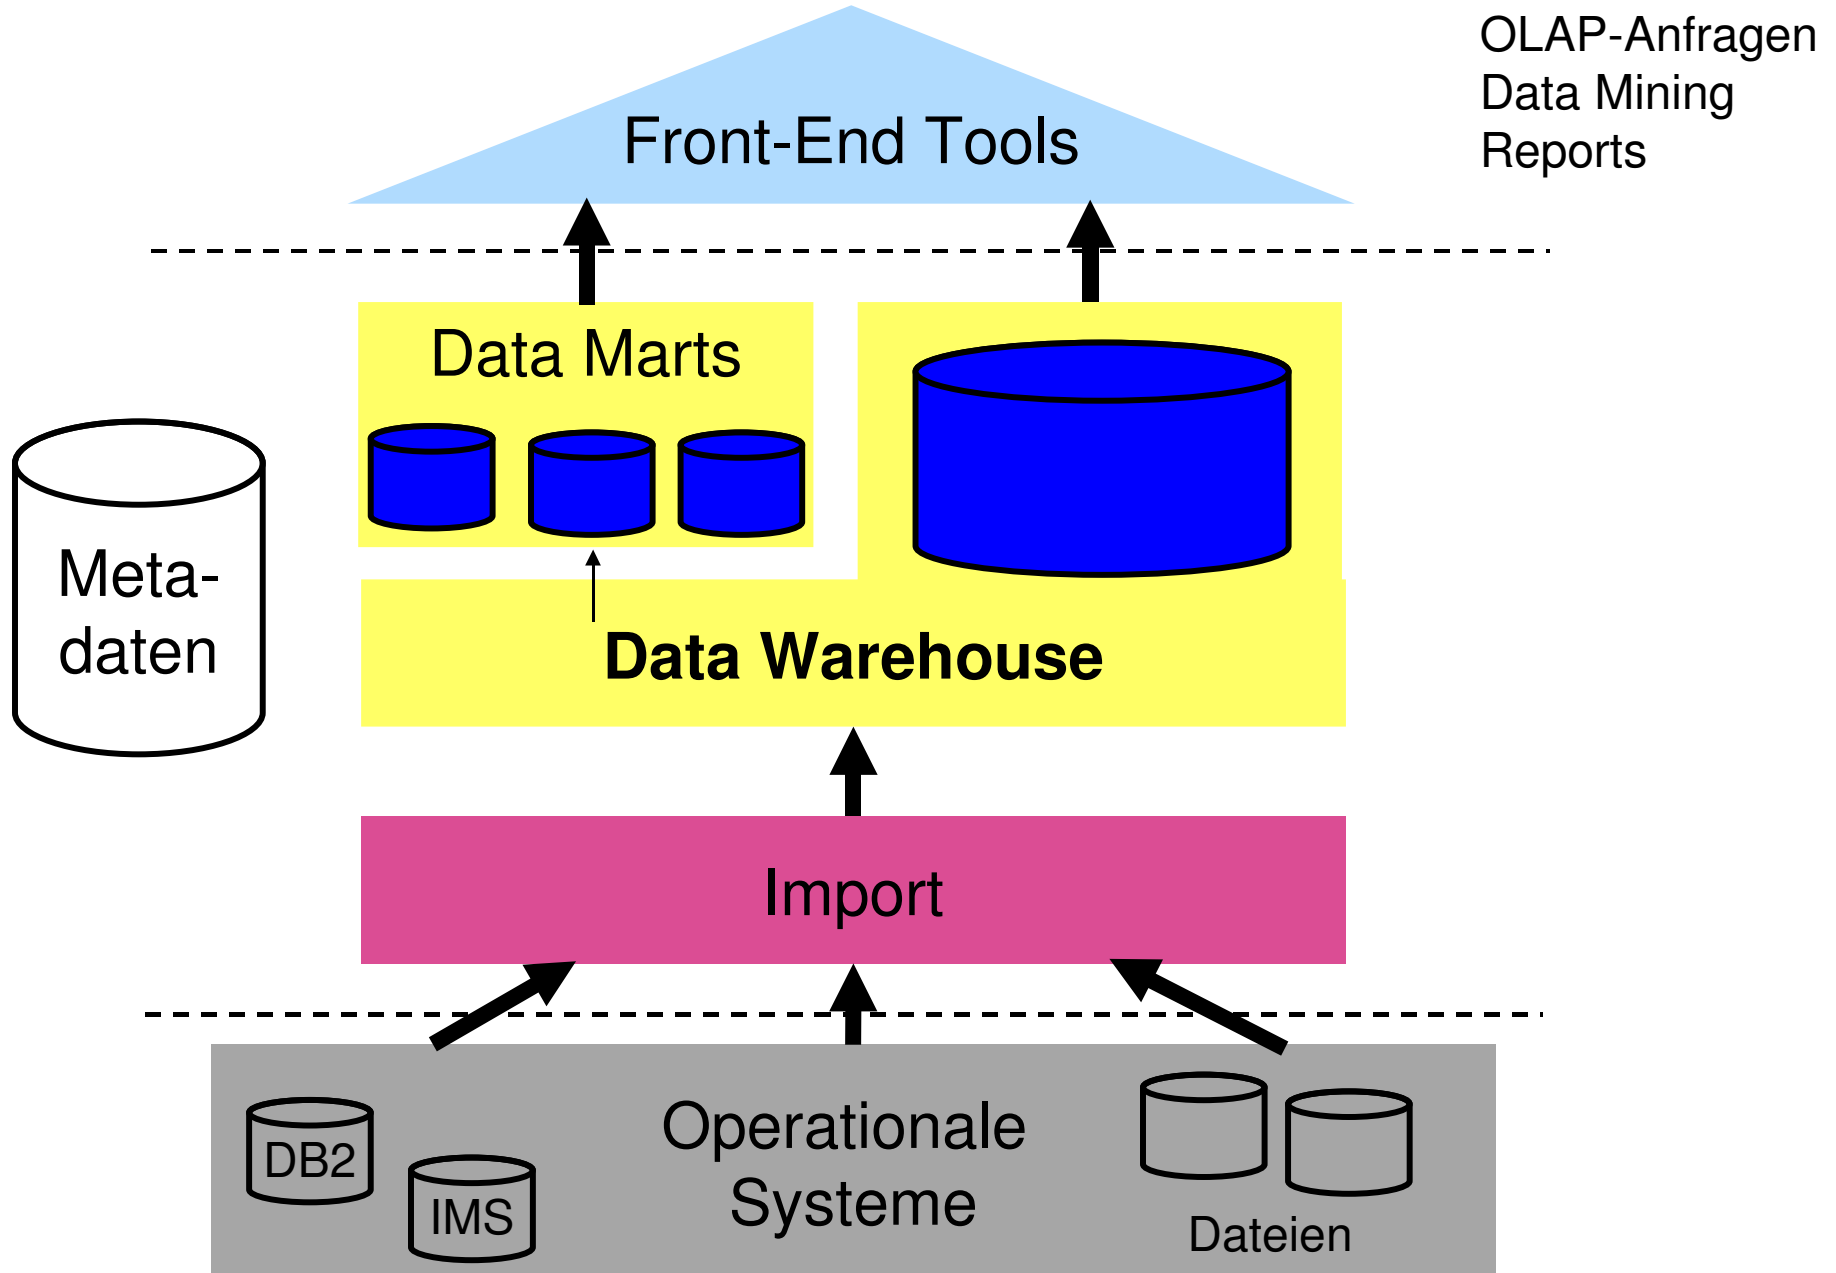 OLAP-Anfragen
Data Mining
Reports
Front-End Tools
Data Marts
Meta-
daten
Data Warehouse
Import
Operationale
Systeme
DB2
IMS
Dateien